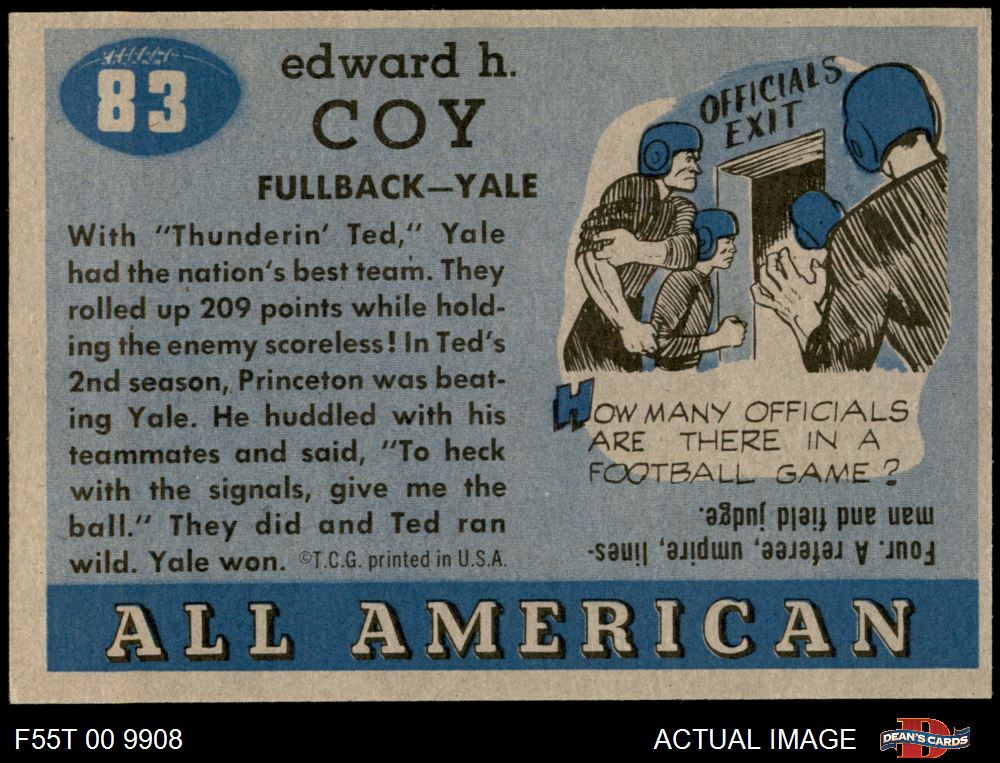 83
edward h.
COY
FULLBACK—YALE
With "Thunderin' Ted," Yale
had the nation's best team. They
rolled up 209 points while hold-
ing the enemy scoreless! In Ted's
2nd season, Princeton was beat-
ing Yale. He huddled with his
teammates and said, "To heck
with the signals, give me the
ball." They did and Ted ran
wild. Yale won. ©T.C.G. printed in U.S.A.
OFFICIALS
EXIT
HOW MANY OFFICIALS
ARE THERE IN A
FOOTBALL GAME?
Four. A referee, umpire, lines-
man and field judge.
ALL AMERICAN
F55T 00 9908
ACTUAL IMAGE
D
DEAN'S CARDS